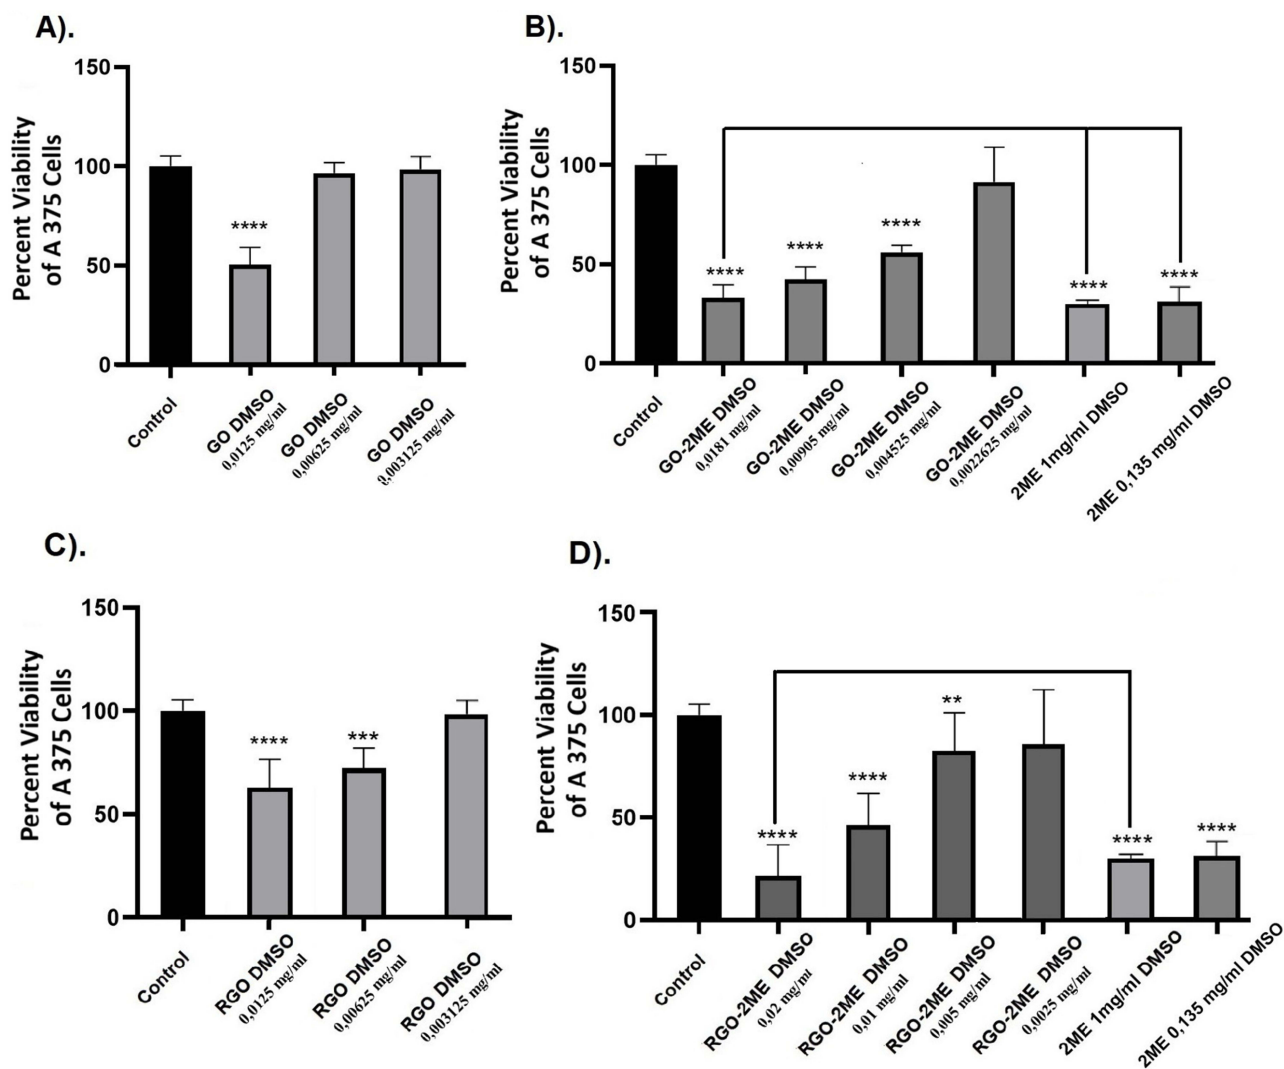 A).
Percent Viability
of A 375 Cells
150
100
50
0
****
Control
GO DMSO
0,0125 mg/ml
GO DMSO
0,00625 mg/ml
GO DMSO
0,003125 mg/ml
B).
Percent Viability
of A 375 Cells
150
100
50
0
****
****
****
****
****
Control
GO-2ME DMSO
0,0181 mg/ml
GO-2ME DMSO
0,00905 mg/ml
GO-2ME DMSO
0,004525 mg/ml
GO-2ME DMSO
0,0022625 mg/ml
2ME 1mg/ml DMSO
2ME 0,135 mg/ml DMSO
C).
Percent Viability
of A 375 Cells
150
100
50
0
****
***
Control
RGO DMSO
0,0125 mg/ml
RGO DMSO
0,00625 mg/ml
RGO DMSO
0,003125 mg/ml
D).
Percent Viability
of A 375 Cells
150
100
50
0
****
****
**
****
****
Control
RGO-2ME DMSO
0,02 mg/ml
RGO-2ME DMSO
0,01 mg/ml
RGO-2ME DMSO
0,005 mg/ml
RGO-2ME DMSO
0,0025 mg/ml
2ME 1mg/ml DMSO
2ME 0,135 mg/ml DMSO